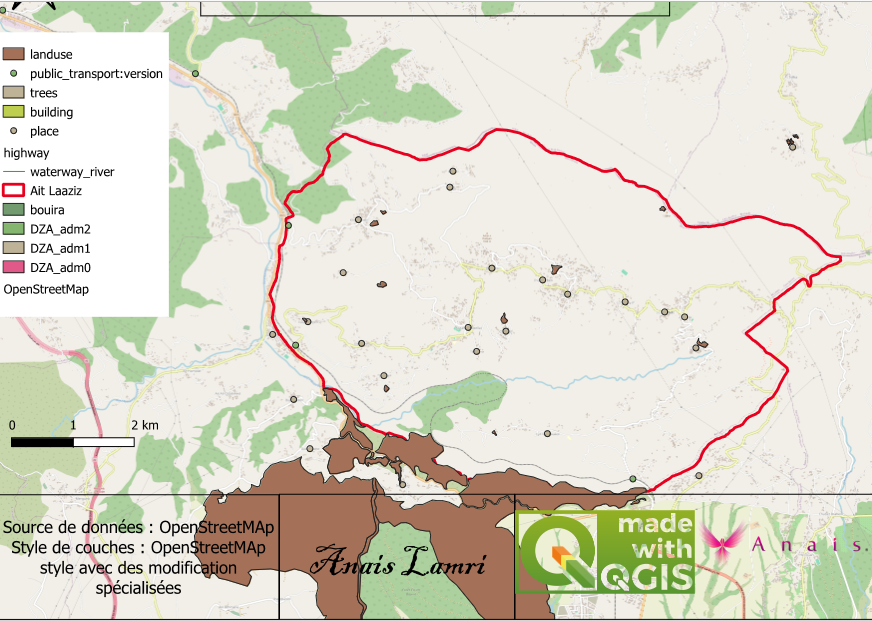 landuse
public_transport:version
trees
building
place
highway
waterway_river
Ait Laaziz
bouira
DZA_adm2
DZA_adm1
DZA_adm0
OpenStreetMap
0 1 2 km
Source de données : OpenStreetMAp
Style de couches : OpenStreetMAp
style avec des modification
spécialisées
Anais Lamri
made
with
QGIS
Anais.